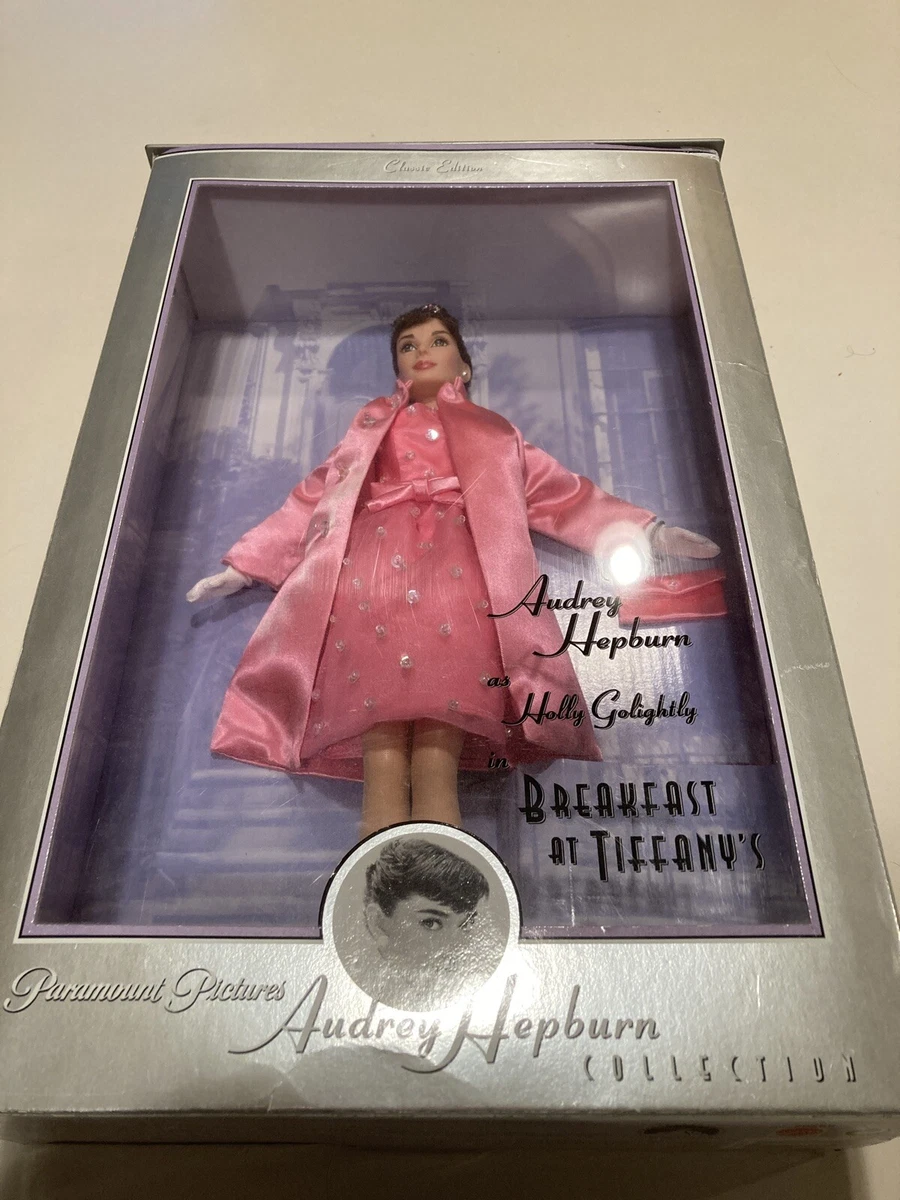 Classic Edition
Audrey
Hepburn
as
Holly Golightly
in
BREAKFAST
AT TIFFANY'S
Paramount Pictures
Audrey Hepburn
COLLECTION